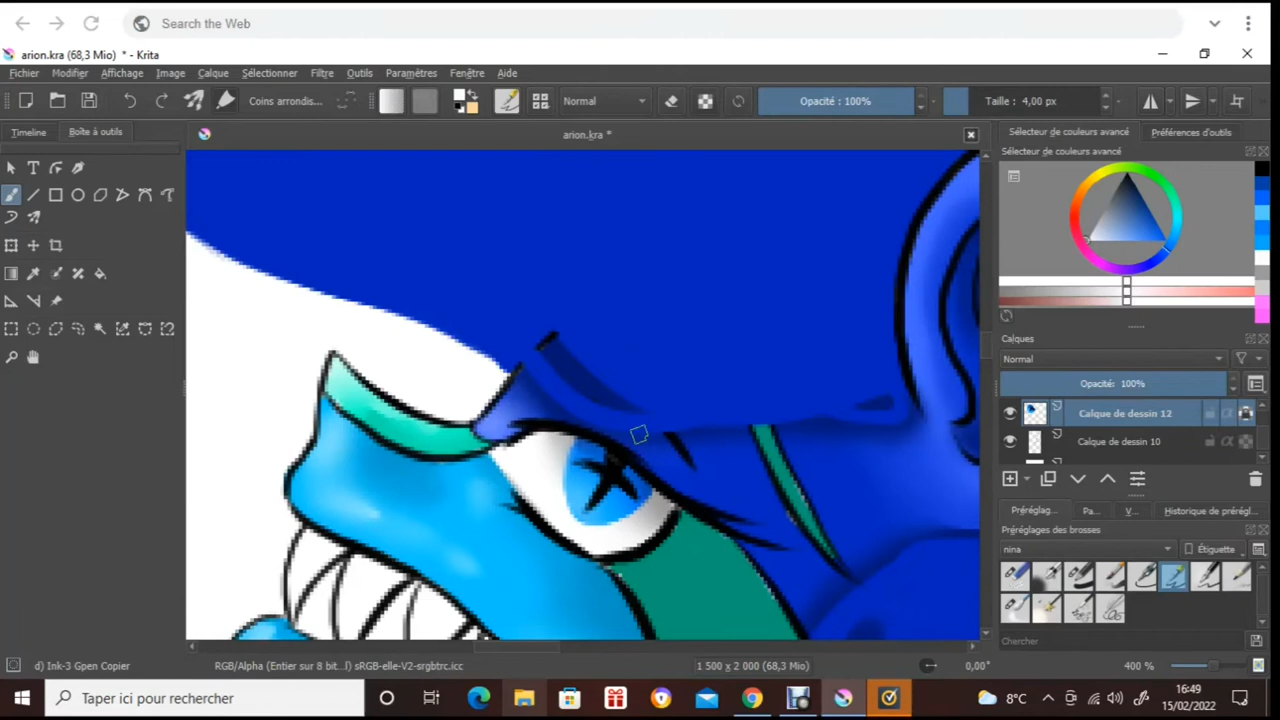 Search the Web
arion.kra (68,3 Mio) * - Krita
Fichier Modifier Affichage Image Calque Sélectionner Filtre Outils Paramètres Fenêtre Aide
Coins arrondis... Normal Opacité : 100% Taille : 4,00 px
Timeline Boîte à outils arion.kra * Sélecteur de couleurs avancé Préférences d'outils
Sélecteur de couleurs avancé
Calques
Normal
Opacité: 100%
Calque de dessin 12
Calque de dessin 10
Préréglag... Pa... V... Historique de prérégl...
Préréglages des brosses
nina Étiquette
Chercher
d) Ink-3 Gpen Copier RGB/Alpha (Entier sur 8 bit...l) sRGB-elle-V2-srgbtrc.icc 1 500 x 2 000 (68,3 Mio) 0,00° 400 %
Taper ici pour rechercher 8°C 16:49
15/02/2022